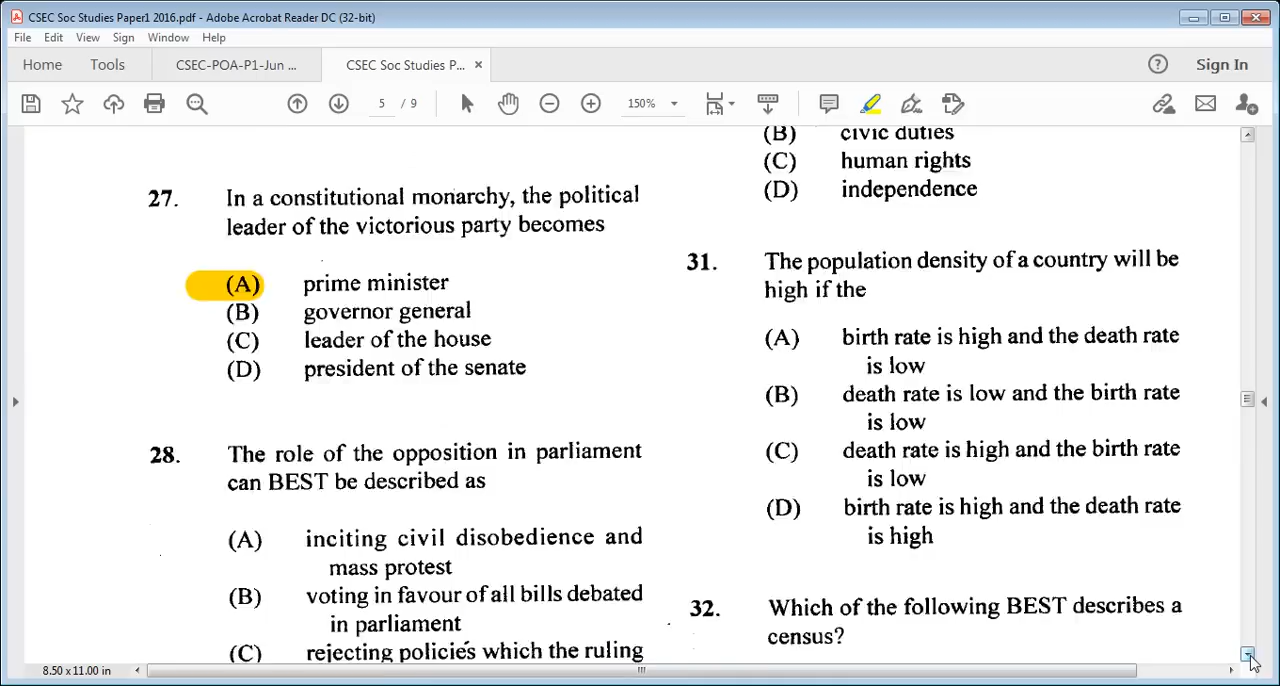 CSEC Soc Studies Paper1 2016.pdf - Adobe Acrobat Reader DC (32-bit)
File Edit View Sign Window Help
Home Tools CSEC-POA-P1-Jun ... CSEC Soc Studies P... × Sign In
5 / 9 150%
27. In a constitutional monarchy, the political
leader of the victorious party becomes
(A) prime minister
(B) governor general
(C) leader of the house
(D) president of the senate
28. The role of the opposition in parliament
can BEST be described as
(A) inciting civil disobedience and
mass protest
(B) voting in favour of all bills debated
in parliament
(C) rejecting policies which the ruling
(B) civic duties
(C) human rights
(D) independence
31. The population density of a country will be
high if the
(A) birth rate is high and the death rate
is low
(B) death rate is low and the birth rate
is low
(C) death rate is high and the birth rate
is low
(D) birth rate is high and the death rate
is high
32. Which of the following BEST describes a
census?
8.50 x 11.00 in